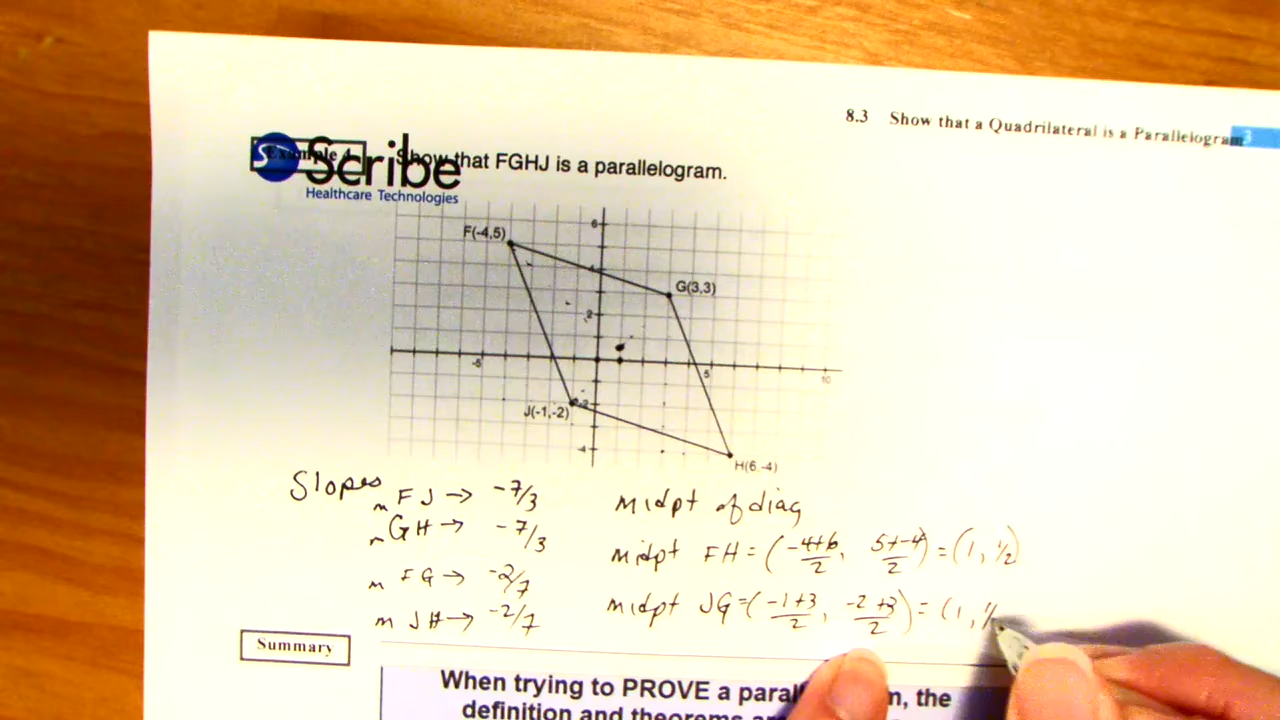 8.3 Show that a Quadrilateral is a Parallelogram 3
Example 4 Show that FGHJ is a parallelogram.
Scribe
Healthcare Technologies
6
F(-4,5)
4
G(3,3)
2
-5
5
10
-2
J(-1,-2)
-4
H(6,-4)
Slopes
m FJ → -7/3
m GH → -7/3
m FG → -2/7
m JH → -2/7
midpt of diag
midpt FH = (-4+6/2, 5+-4/2) = (1, 1/2)
midpt JG = (-1+3/2, -2+3/2) = (1, 1/
Summary
When trying to PROVE a the
definition and